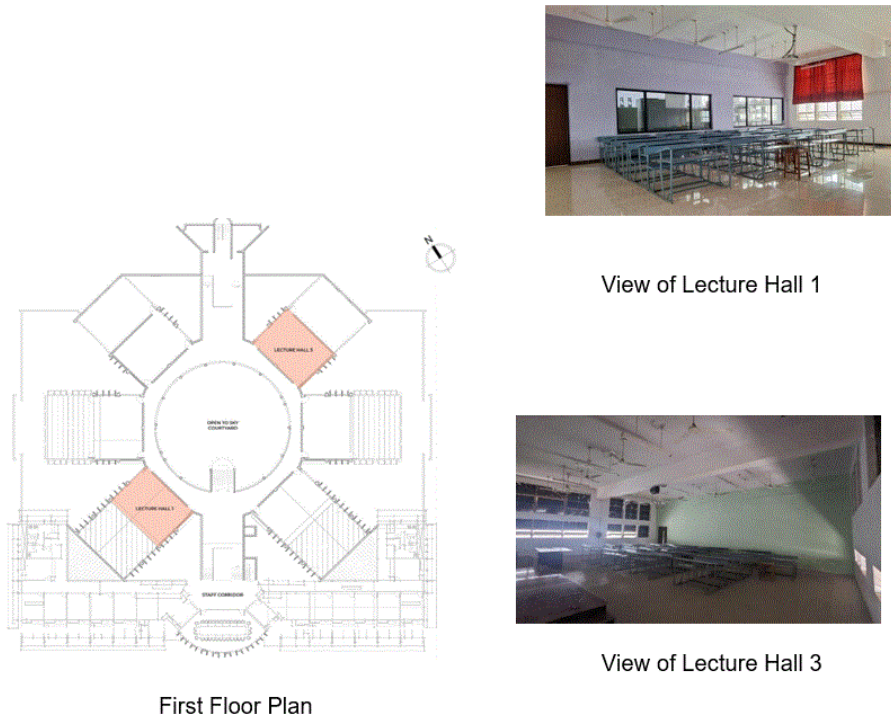 View of Lecture Hall 1
N
LECTURE HALL 3
OPEN TO SKY
COURTYARD
LECTURE HALL 1
STAFF CORRIDOR
View of Lecture Hall 3
First Floor Plan